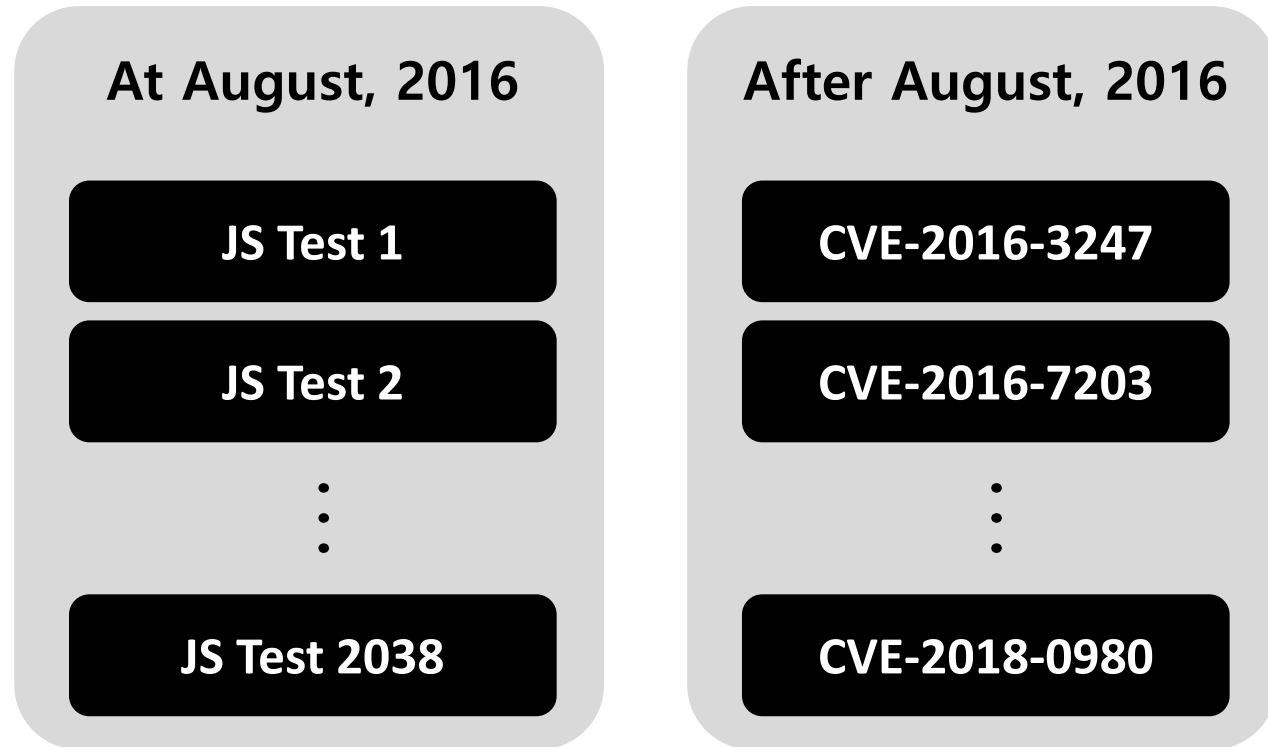 At August, 2016
JS Test 1
JS Test 2
JS Test 2038
After August, 2016
CVE-2016-3247
CVE-2016-7203
CVE-2018-0980